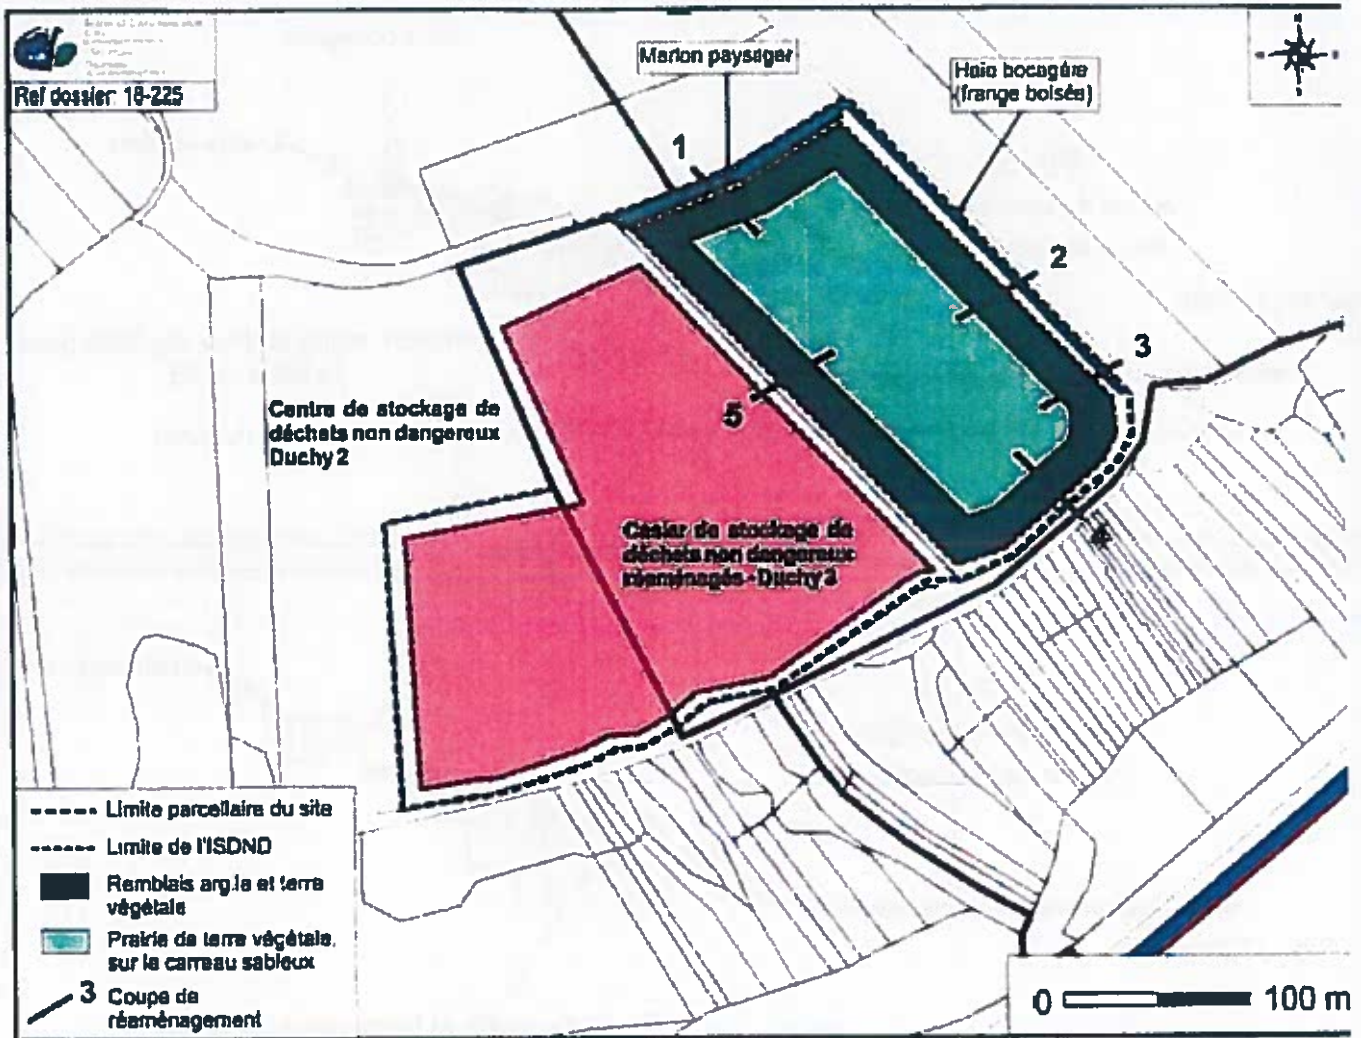 Ref dossier: 18-225
Merlon paysager
Haie bocagère
(frange boisée)
1
2
3
5
Centre de stockage de
déchets non dangereux
Duchy 2
Casier de stockage de
déchets non dangereux
réaménagés - Duchy 3
Limite parcellaire du site
Limite de l'ISDND
Remblais argile et terre
végétale
Prairie de terre végétale,
sur le carreau sableux
3 Coupe de
réaménagement
0 100 m